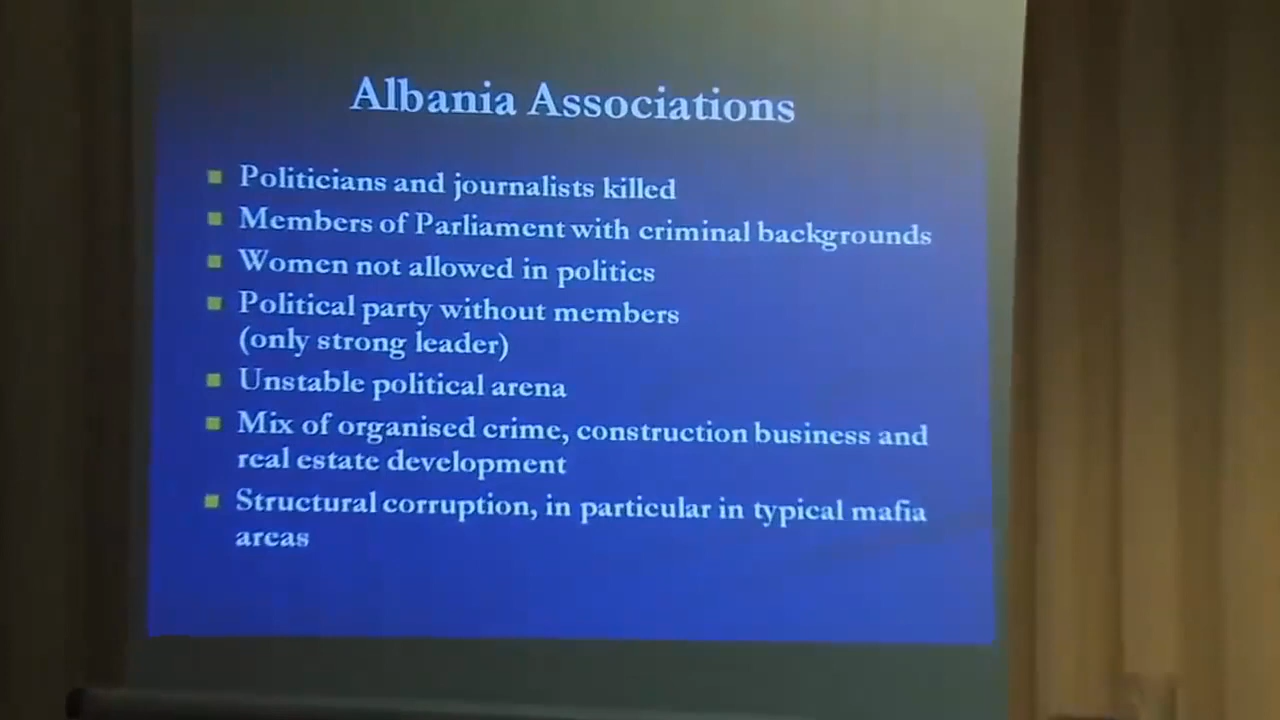 Albania Associations
Politicians and journalists killed
Members of Parliament with criminal backgrounds
Women not allowed in politics
Political party without members
(only strong leader)
Unstable political arena
Mix of organised crime, construction business and
real estate development
Structural corruption, in particular in typical mafia
areas